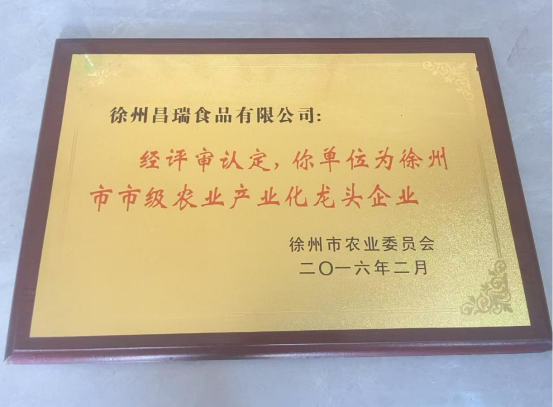 徐州昌瑞食品有限公司:
经评审认定,你单位为徐州
市市级农业产业化龙头企业
徐州市农业委员会
二〇一六年二月